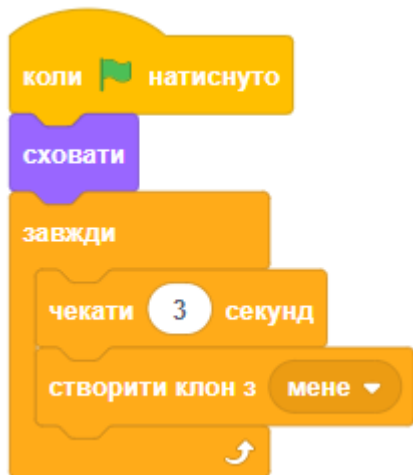 коли натиснуто
сховати
завжди
чекати 3 секунд
створити клон з мене